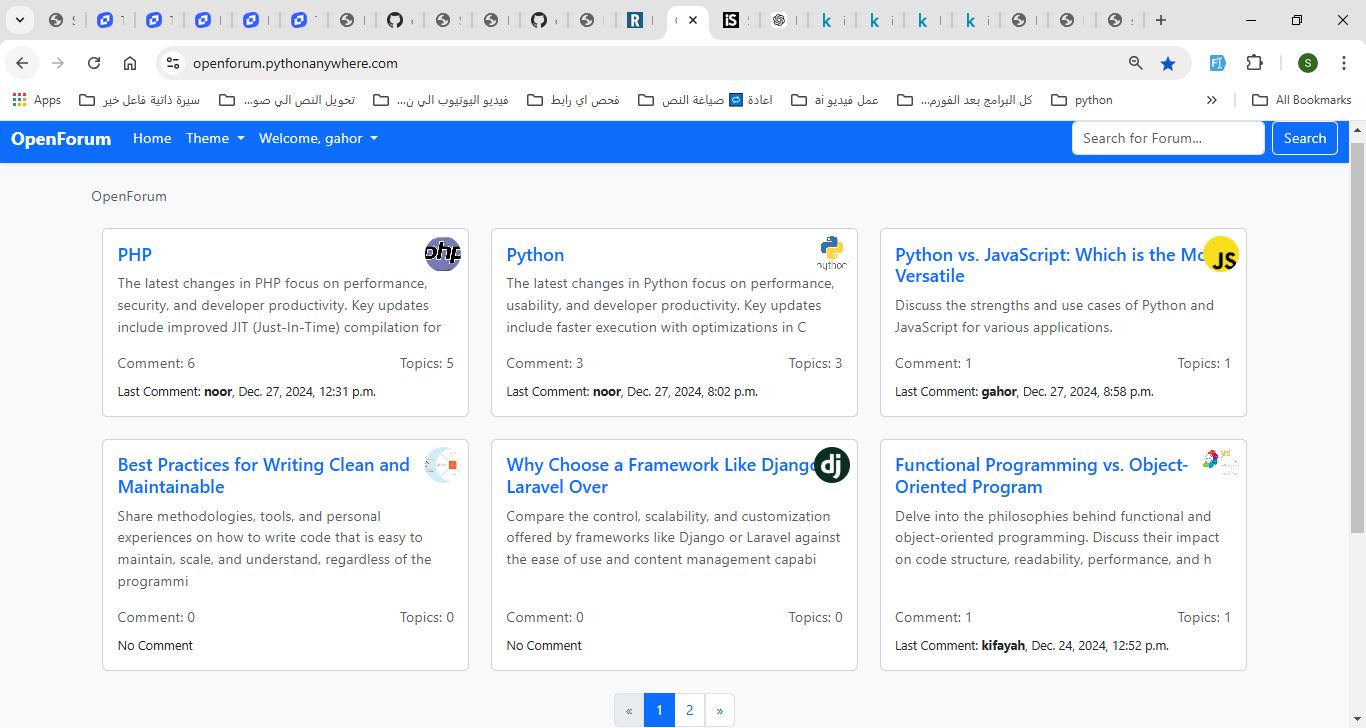 openforum.pythonanywhere.com
Apps
سيرة ذاتية فاعل خير
تحويل النص الي صو...
فيديو اليوتيوب الي ن...
فحص اي رابط
اعادة 🔁 صياغة النص
عمل فيديو ai
كل البرامج بعد الفورم...
python
»
All Bookmarks
OpenForum Home Theme Welcome, gahor Search for Forum... Search
OpenForum
PHP
php
The latest changes in PHP focus on performance,
security, and developer productivity. Key updates
include improved JIT (Just-In-Time) compilation for
Comment: 6 Topics: 5
Last Comment: noor, Dec. 27, 2024, 12:31 p.m.
Python
python
The latest changes in Python focus on performance,
usability, and developer productivity. Key updates
include faster execution with optimizations in C
Comment: 3 Topics: 3
Last Comment: noor, Dec. 27, 2024, 8:02 p.m.
Python vs. JavaScript: Which is the Mo
JS
Versatile
Discuss the strengths and use cases of Python and
JavaScript for various applications.
Comment: 1 Topics: 1
Last Comment: gahor, Dec. 27, 2024, 8:58 p.m.
Best Practices for Writing Clean and
Maintainable
Share methodologies, tools, and personal
experiences on how to write code that is easy to
maintain, scale, and understand, regardless of the
programmi
Comment: 0 Topics: 0
No Comment
Why Choose a Framework Like Django
dj
Laravel Over
Compare the control, scalability, and customization
offered by frameworks like Django or Laravel against
the ease of use and content management capabi
Comment: 0 Topics: 0
No Comment
Functional Programming vs. Object-
Oriented Program
Delve into the philosophies behind functional and
object-oriented programming. Discuss their impact
on code structure, readability, performance, and h
Comment: 1 Topics: 1
Last Comment: kifayah, Dec. 24, 2024, 12:52 p.m.
« 1 2 »